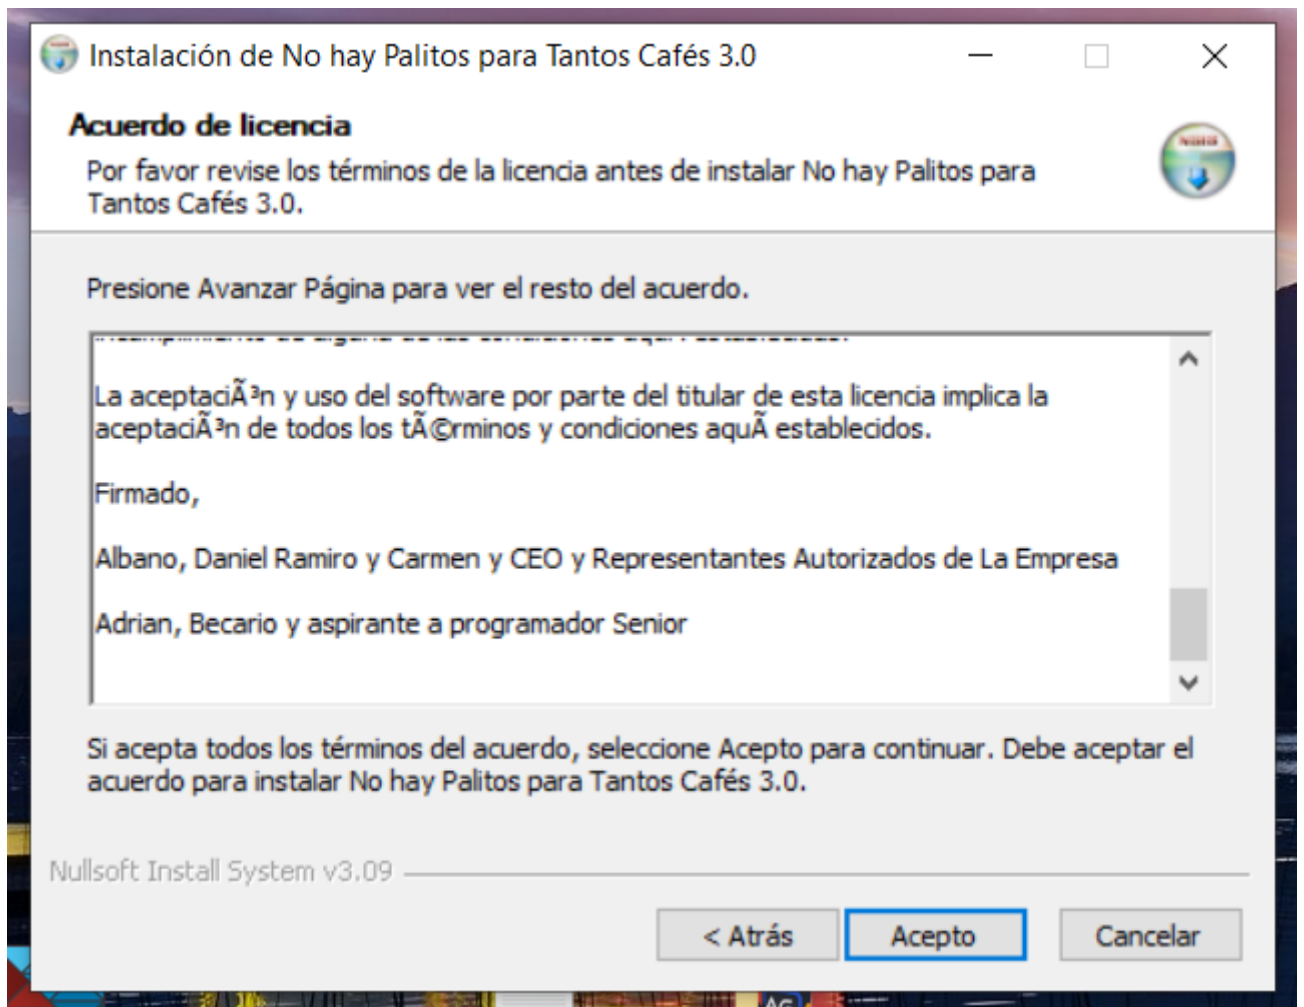 Instalación de No hay Palitos para Tantos Cafés 3.0
Acuerdo de licencia
Por favor revise los términos de la licencia antes de instalar No hay Palitos para
Tantos Cafés 3.0.
Presione Avanzar Página para ver el resto del acuerdo.
La aceptaciÃ³n y uso del software por parte del titular de esta licencia implica la
aceptaciÃ³n de todos los tÃ©rminos y condiciones aquÃ establecidos.
Firmado,
Albano, Daniel Ramiro y Carmen y CEO y Representantes Autorizados de La Empresa
Adrian, Becario y aspirante a programador Senior
Si acepta todos los términos del acuerdo, seleccione Acepto para continuar. Debe aceptar el
acuerdo para instalar No hay Palitos para Tantos Cafés 3.0.
Nullsoft Install System v3.09
< Atrás
Acepto
Cancelar